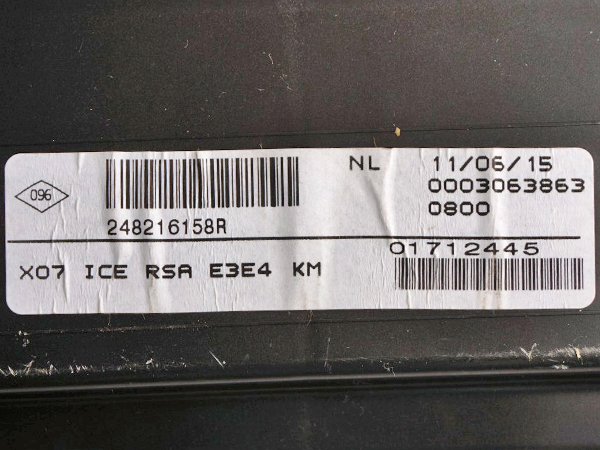 096
248216158R
NL 11/06/15
0003063863
0800
01712445
X07 ICE RSA E3E4 KM